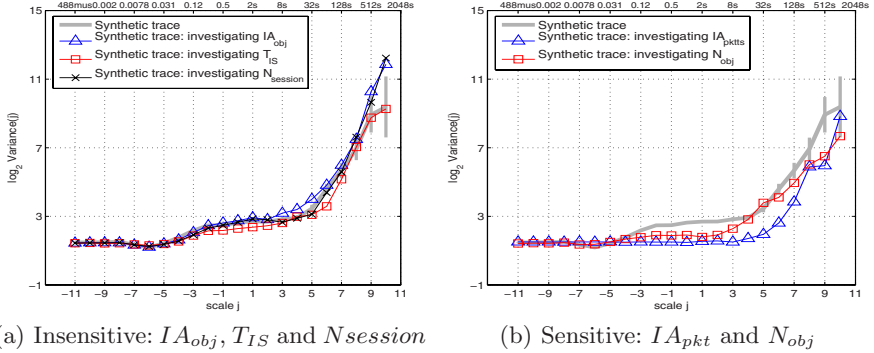 488mus0.002 0.0078 0.031 0.12 0.5 2s 8s 32s 128s 512s 2048s
15
11
7
3
−1
log2 Variance(j)
Synthetic trace
Synthetic trace: investigating IAobj
Synthetic trace: investigating TIS
Synthetic trace: investigating Nsession
−11 −9 −7 −5 −3 −1 1 3 5 7 9 11
scale j
(a) Insensitive: IAobj, TIS and Nsession
488mus0.002 0.0078 0.031 0.12 0.5 2s 8s 32s 128s 512s 2048s
15
11
7
3
−1
log2 Variance(j)
Synthetic trace
Synthetic trace: investigating IApktts
Synthetic trace: investigating Nobj
−11 −9 −7 −5 −3 −1 1 3 5 7 9 11
scale j
(b) Sensitive: IApkt and Nobj